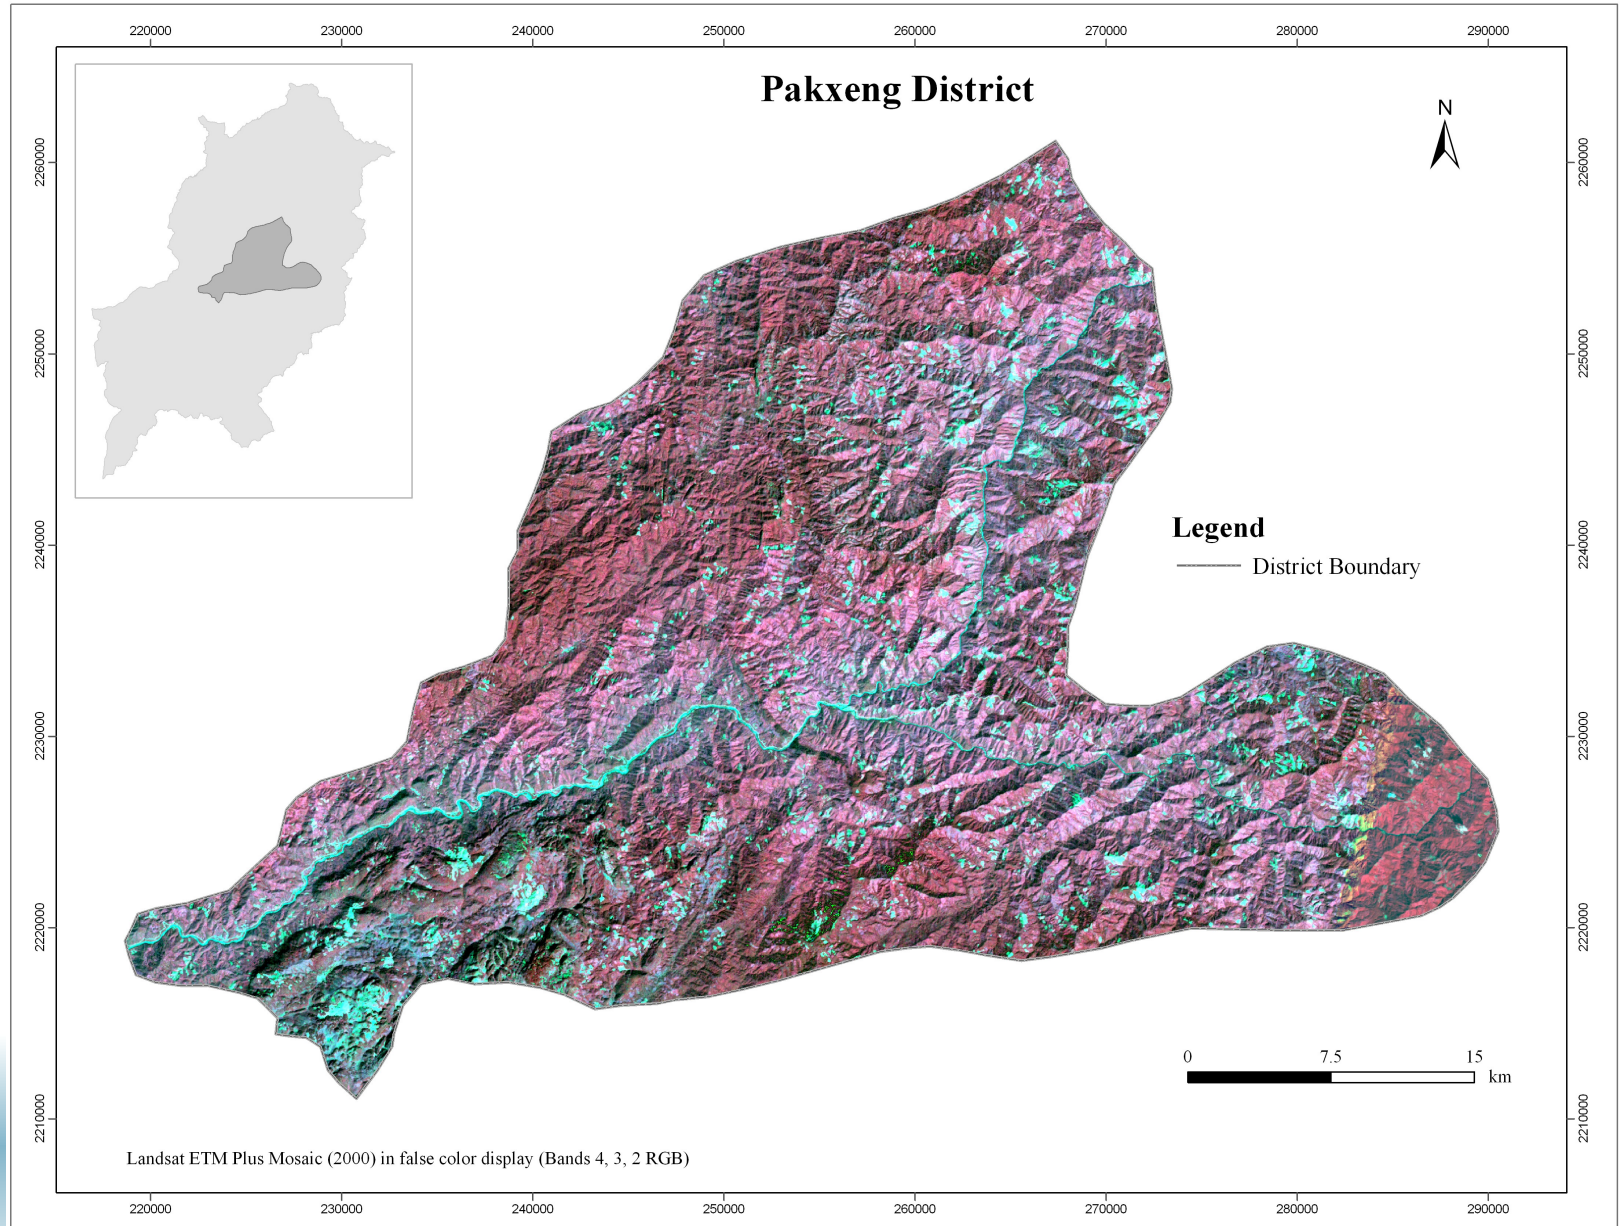 220000 230000 240000 250000 260000 270000 280000 290000
Pakxeng District
N
2260000 2260000
2250000 2250000
2240000 2240000
Legend
District Boundary
2230000 2230000
2220000 2220000
0 7.5 15
km
2210000 2210000
Landsat ETM Plus Mosaic (2000) in false color display (Bands 4, 3, 2 RGB)
220000 230000 240000 250000 260000 270000 280000 290000